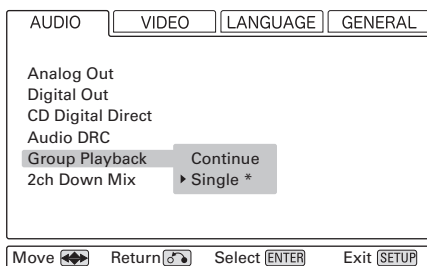 AUDIO VIDEO LANGUAGE GENERAL
Analog Out
Digital Out
CD Digital Direct
Audio DRC
Group Playback Continue
2ch Down Mix Single *
Move Return Select ENTER Exit SETUP